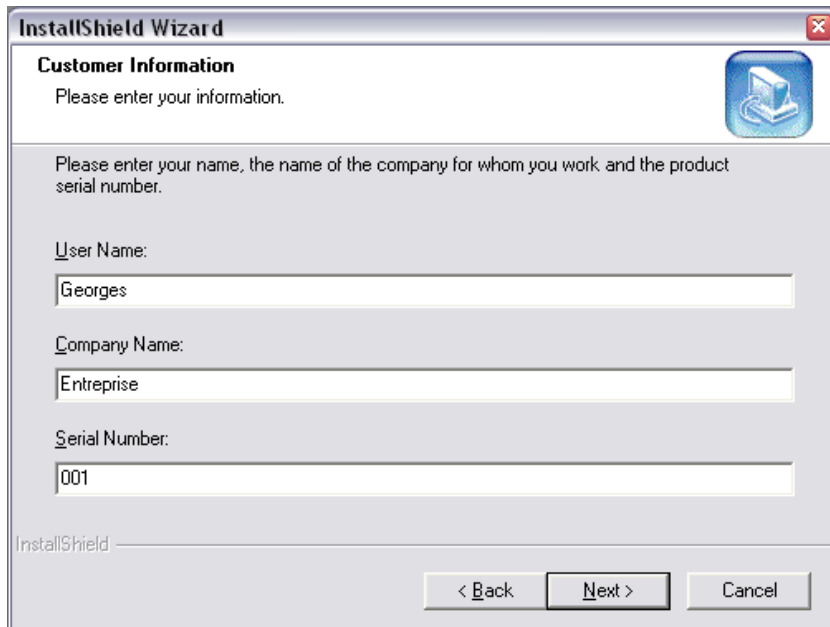 InstallShield Wizard
Customer Information
Please enter your information.
Please enter your name, the name of the company for whom you work and the product
serial number.
User Name:
Georges
Company Name:
Entreprise
Serial Number:
001
InstallShield
< Back Next > Cancel